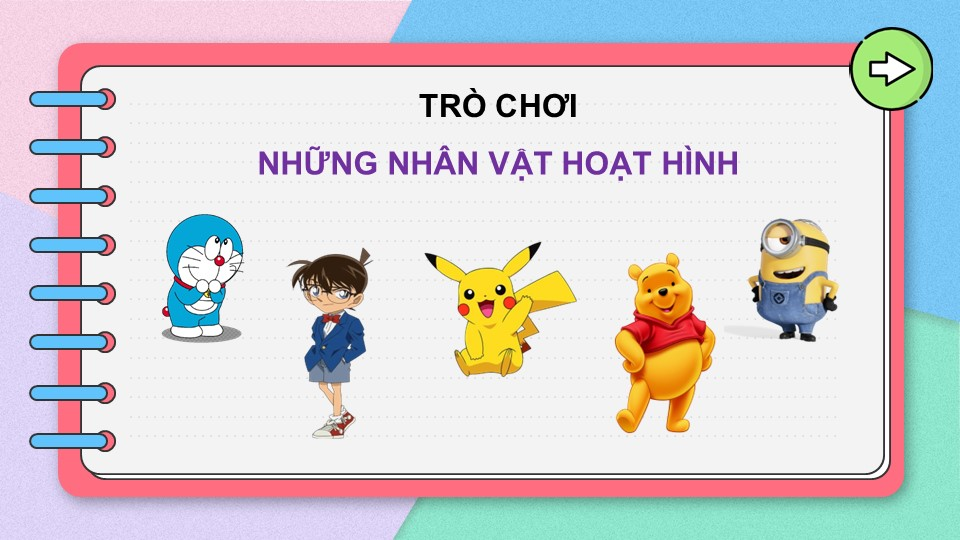 TRÒ CHƠI
NHỮNG NHÂN VẬT HOẠT HÌNH